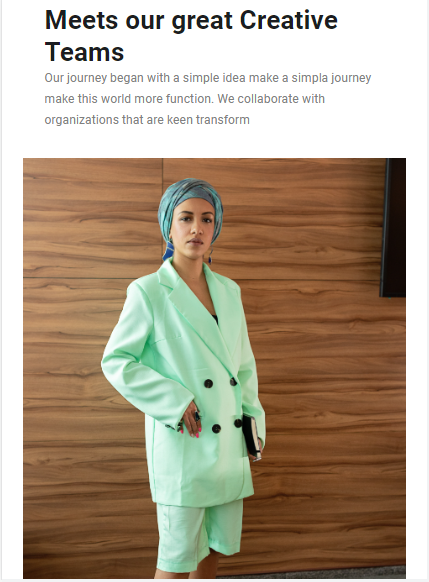 Meets our great Creative
Teams
Our journey began with a simple idea make a simpla journey
make this world more function. We collaborate with
organizations that are keen transform